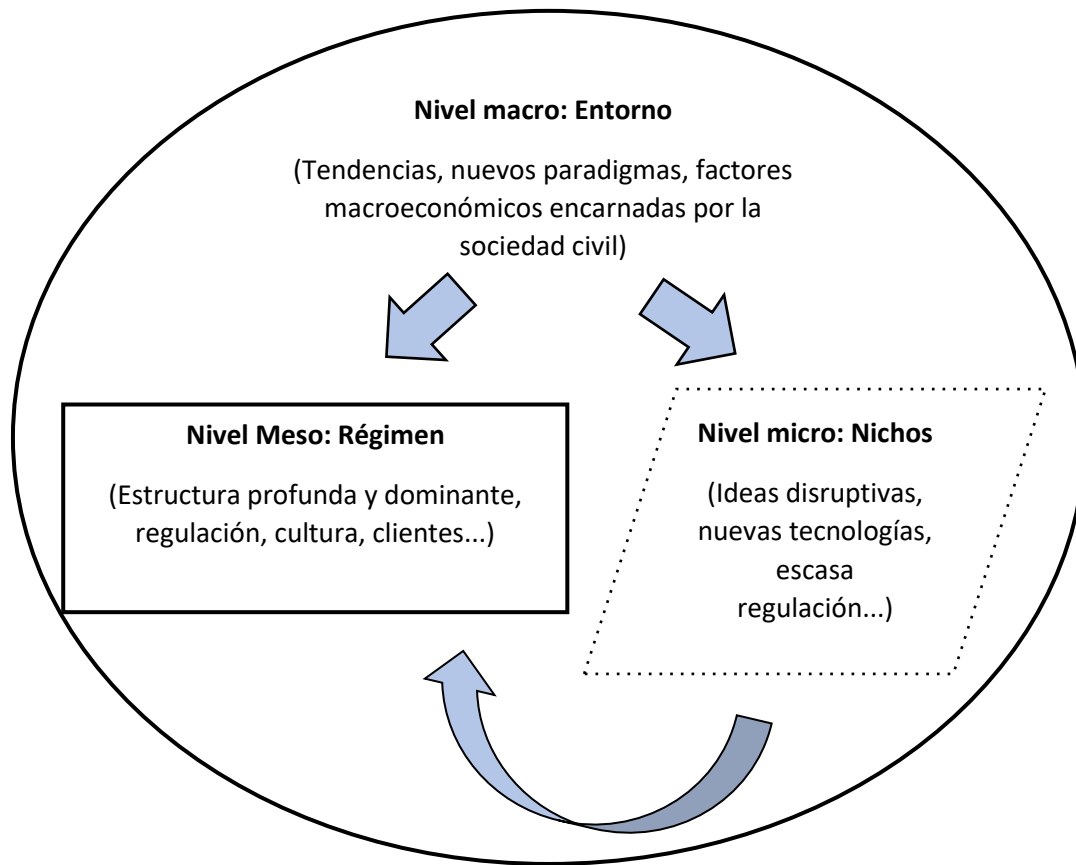 Nivel macro: Entorno
(Tendencias, nuevos paradigmas, factores
macroeconómicos encarnadas por la
sociedad civil)
Nivel Meso: Régimen
(Estructura profunda y dominante,
regulación, cultura, clientes...)
Nivel micro: Nichos
(Ideas disruptivas,
nuevas tecnologías,
escasa
regulación...)